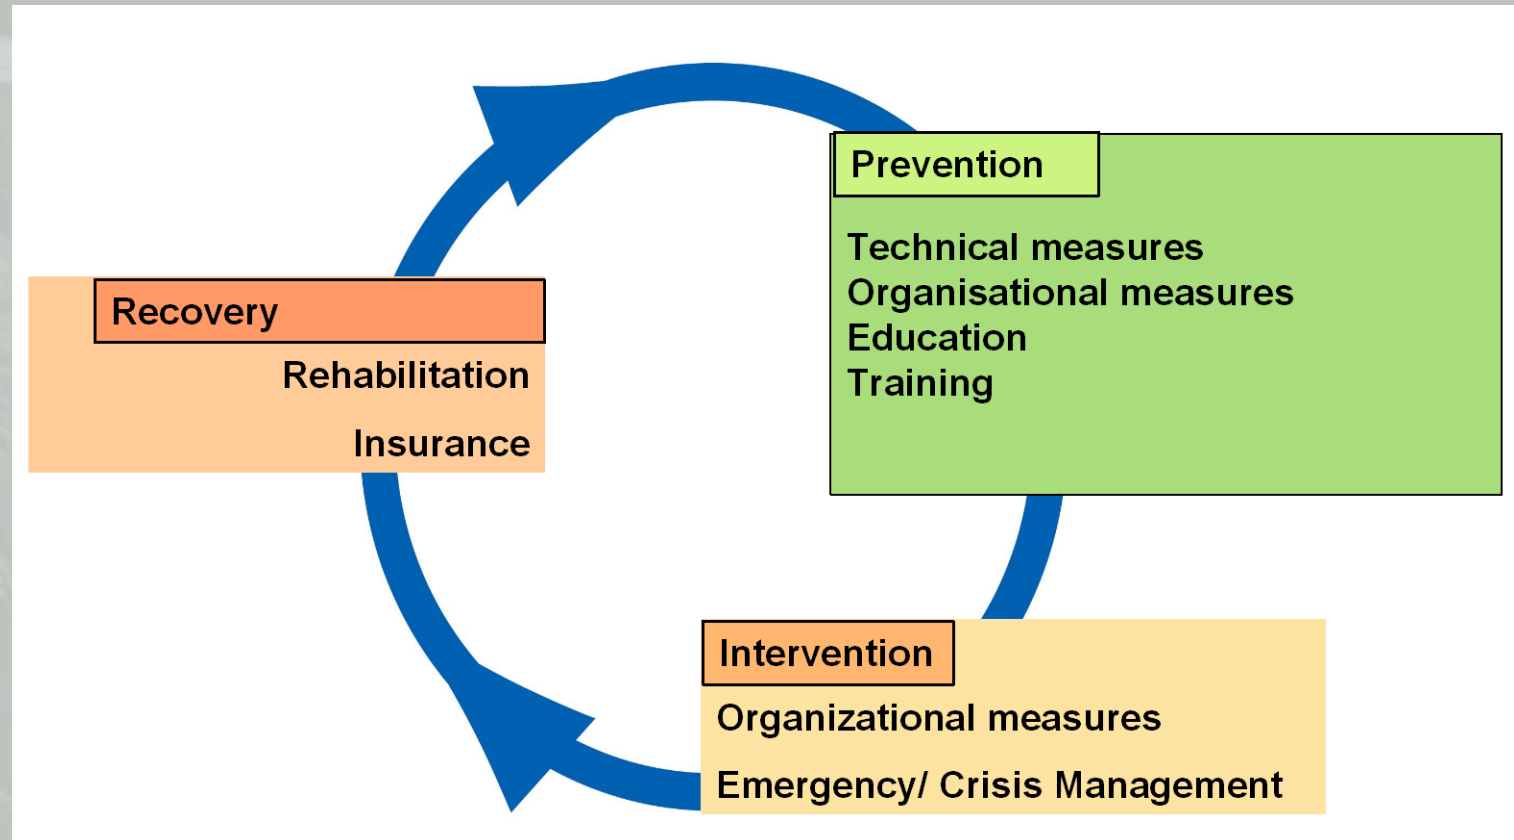 Prevention
Technical measures
Organisational measures
Education
Training
Recovery
Rehabilitation
Insurance
Intervention
Organizational measures
Emergency/ Crisis Management